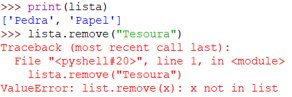 >>> print(lista)
['Pedra', 'Papel']
>>> lista.remove("Tesoura")
Traceback (most recent call last):
  File "<pyshell#20>", line 1, in <module>
    lista.remove("Tesoura")
ValueError: list.remove(x): x not in list